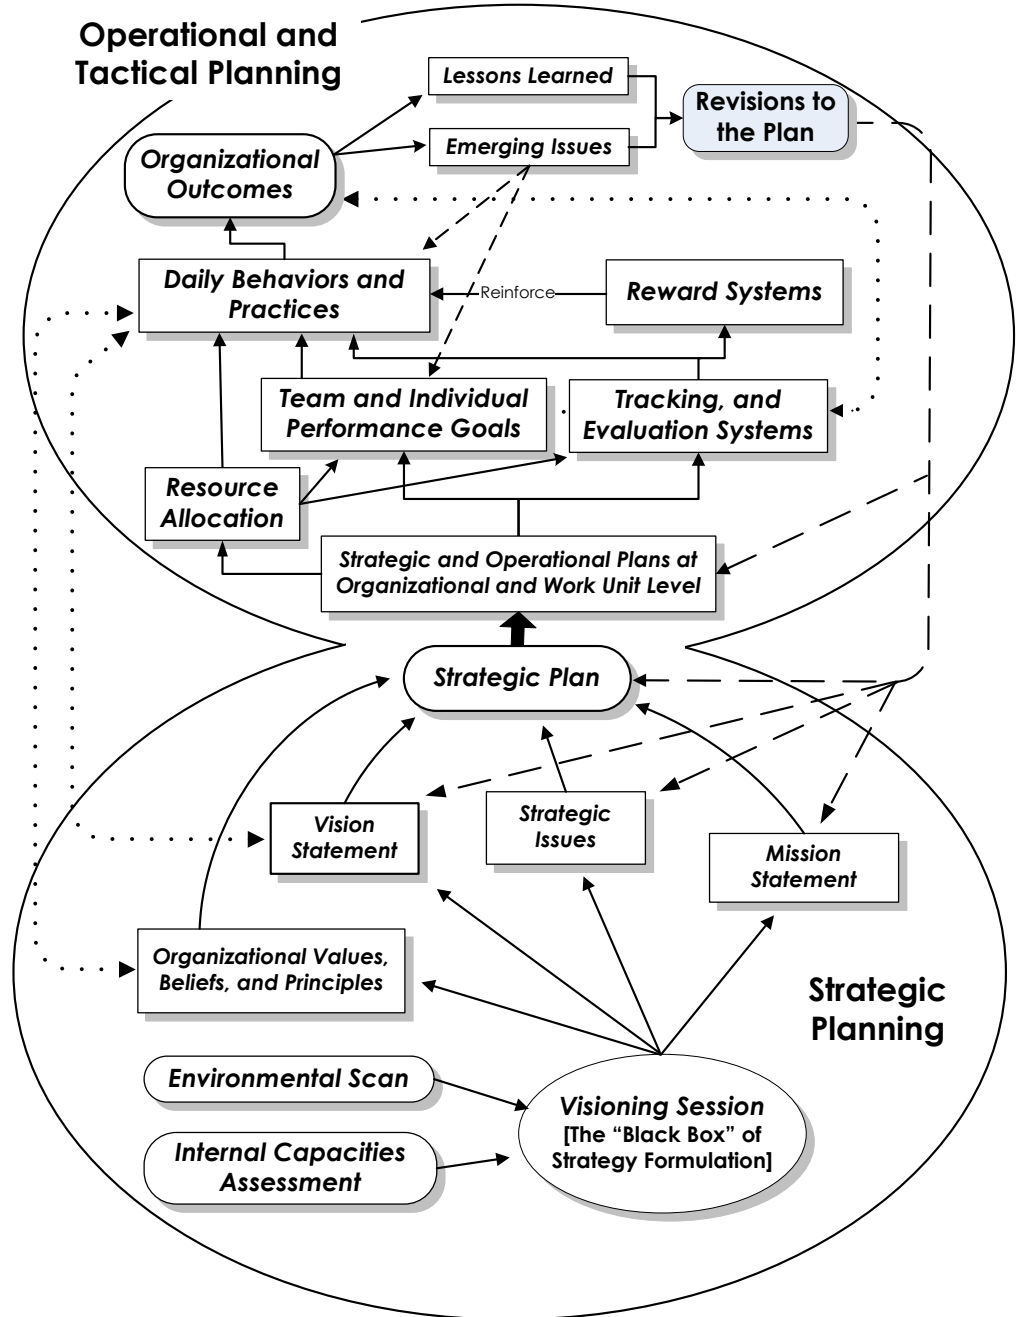 Operational and
Tactical Planning
Lessons Learned
Revisions to
the Plan
Emerging Issues
Organizational
Outcomes
Daily Behaviors and
Practices
Reinforce
Reward Systems
Team and Individual
Performance Goals
Tracking, and
Evaluation Systems
Resource
Allocation
Strategic and Operational Plans at
Organizational and Work Unit Level
Strategic Plan
Vision
Statement
Strategic
Issues
Mission
Statement
Organizational Values,
Beliefs, and Principles
Strategic
Planning
Environmental Scan
Visioning Session
[The “Black Box” of
Strategy Formulation]
Internal Capacities
Assessment